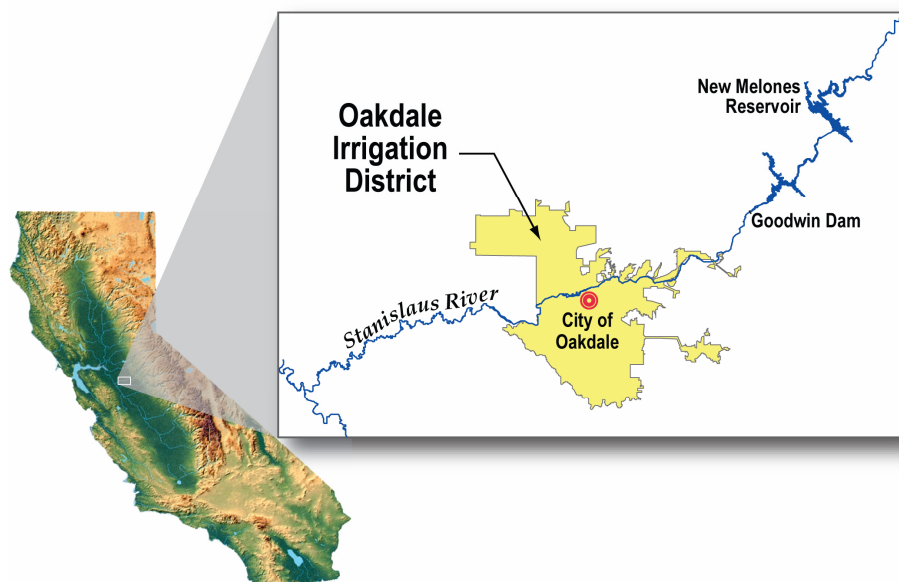 New Melones
Reservoir
Oakdale
Irrigation
District
Goodwin Dam
Stanislaus River
City of
Oakdale